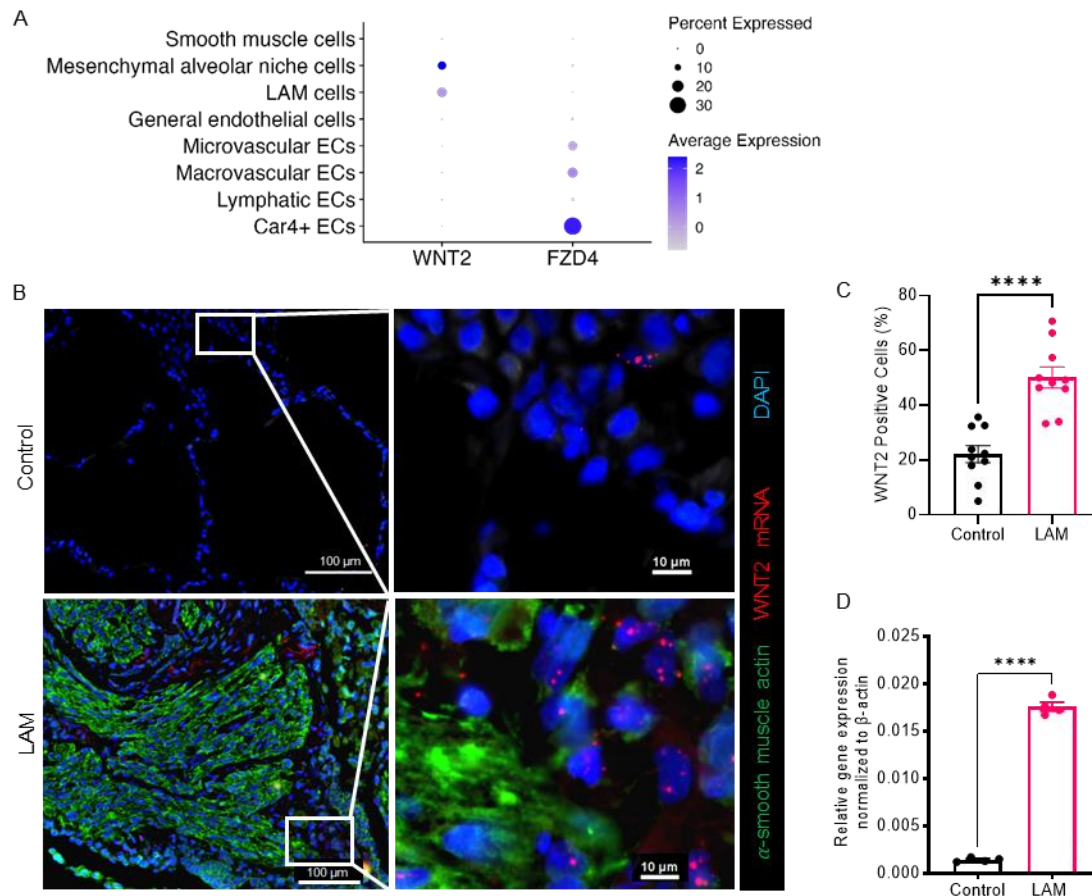 A
Smooth muscle cells
Mesenchymal alveolar niche cells
LAM cells
General endothelial cells
Microvascular ECs
Macrovascular ECs
Lymphatic ECs
Car4+ ECs
WNT2 FZD4
Percent Expressed
0
10
20
30
Average Expression
2
1
0
B
Control
100 µm
10 µm
LAM
100 µm
10 µm
α-smooth muscle actin WNT2 mRNA DAPI
C
WNT2 Positive Cells (%)
80
60
40
20
0
****
Control LAM
D
Relative gene expression
normalized to β-actin
0.025
0.020
0.015
0.010
0.005
0.000
****
Control LAM